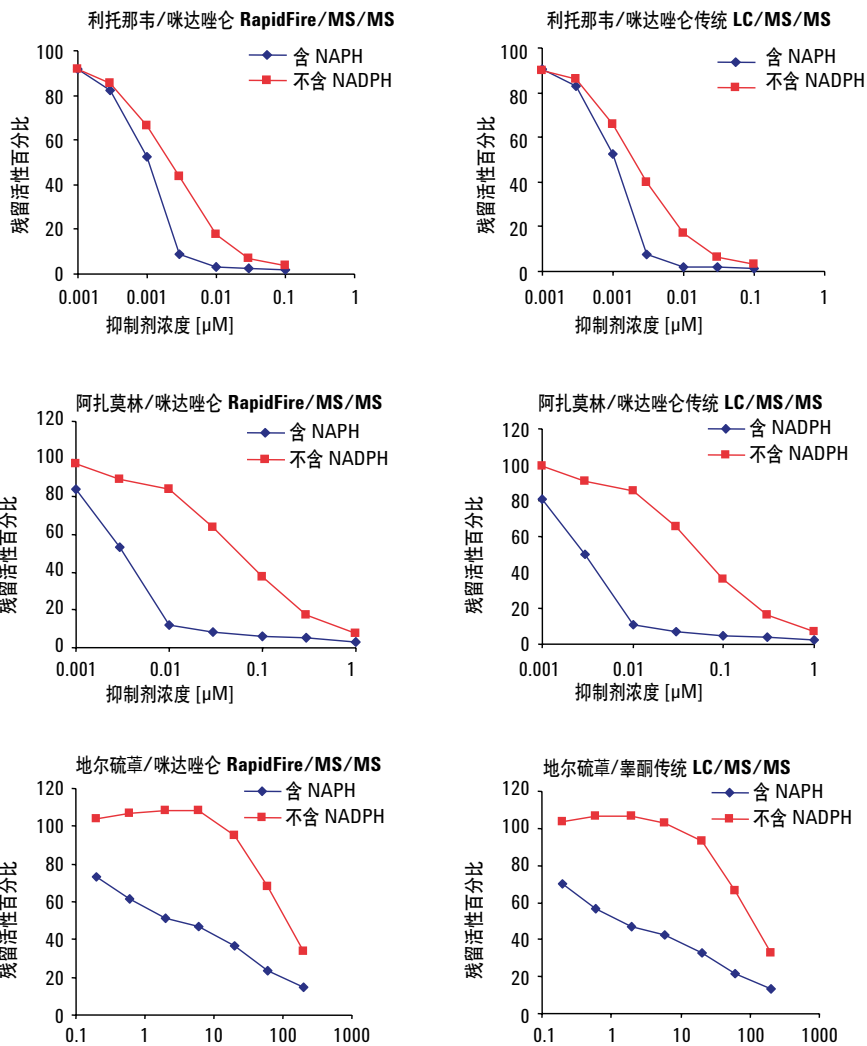 利托那韦/咪达唑仑 RapidFire/MS/MS
100
80
60
40
20
0
残留活性百分比
含 NAPH
不含 NADPH
0.001 0.001 0.01 0.1 1
抑制剂浓度 [µM]
利托那韦/咪达唑仑传统 LC/MS/MS
100
80
60
40
20
0
残留活性百分比
含 NAPH
不含 NADPH
0.001 0.001 0.01 0.1 1
抑制剂浓度 [µM]
阿扎莫林/咪达唑仑 RapidFire/MS/MS
120
100
80
60
40
20
0
残留活性百分比
含 NAPH
不含 NADPH
0.001 0.01 0.1 1
抑制剂浓度 [µM]
阿扎莫林/咪达唑仑传统 LC/MS/MS
120
100
80
60
40
20
0
残留活性百分比
含 NAPH
不含 NADPH
0.001 0.01 0.1 1
抑制剂浓度 [µM]
地尔硫䓬/咪达唑仑 RapidFire/MS/MS
120
100
80
60
40
20
0
残留活性百分比
含 NAPH
不含 NADPH
0.1 1 10 100 1000
地尔硫䓬/睾酮传统 LC/MS/MS
120
100
80
60
40
20
0
残留活性百分比
含 NAPH
不含 NADPH
0.1 1 10 100 1000